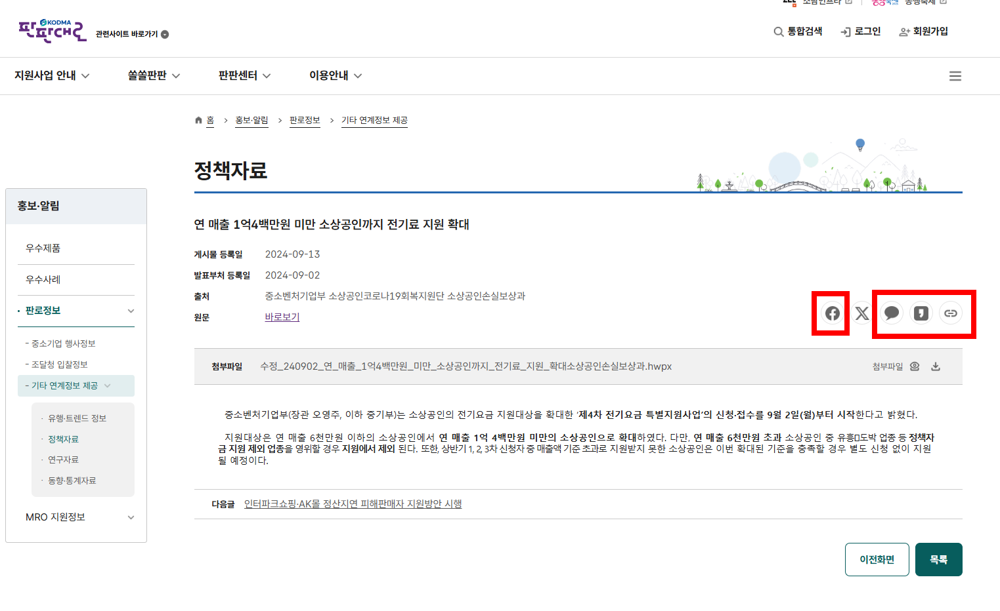 소담인프라
동행축제 동행축제
KODMA
판판대로
관련사이트 바로가기
통합검색 로그인 회원가입
지원사업 안내 쏠쏠판판 판판센터 이용안내
홈 > 홍보·알림 > 판로정보 > 기타 연계정보 제공
정책자료
홍보·알림
우수제품
우수사례
· 판로정보
- 중소기업 행사정보
- 조달청 입찰정보
- 기타 연계정보 제공
· 유행·트렌드 정보
· 정책자료
· 연구자료
· 동향·통계자료
MRO 지원정보
연 매출 1억4백만원 미만 소상공인까지 전기료 지원 확대
게시물 등록일 2024-09-13
발표부처 등록일 2024-09-02
출처 중소벤처기업부 소상공인코로나19회복지원단 소상공인손실보상과
원문 바로보기
첨부파일 수정_240902_연_매출_1억4백만원_미만_소상공인까지_전기료_지원_확대소상공인손실보상과.hwpx 첨부파일
중소벤처기업부(장관 오영주, 이하 중기부)는 소상공인의 전기요금 지원대상을 확대한 ‘제4차 전기요금 특별지원사업’의 신청·접수를 9월 2일(월)부터 시작한다고 밝혔다.
지원대상은 연 매출 6천만원 이하의 소상공인에서 연 매출 1억 4백만원 미만의 소상공인으로 확대하였다. 다만, 연 매출 6천만원 초과 소상공인 중 유흥□도박 업종 등 정책자
금 지원 제외 업종을 영위할 경우 지원에서 제외 된다. 또한, 상반기 1, 2, 3차 신청자 중 매출액 기준 초과로 지원받지 못한 소상공인은 이번 확대된 기준을 충족할 경우 별도 신청 없이 지원
될 예정이다.
다음글 인터파크쇼핑·AK몰 정산지연 피해판매자 지원방안 시행
이전화면 목록